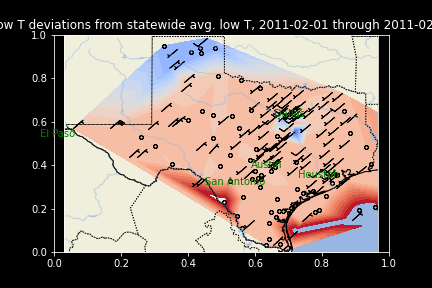 ow T deviations from statewide avg. low T, 2011-02-01 through 2011-02
1.0
0.8
0.6
0.4
0.2
0.0
El Paso
Austin
San Antonio
Houston
0.0 0.2 0.4 0.6 0.8 1.0